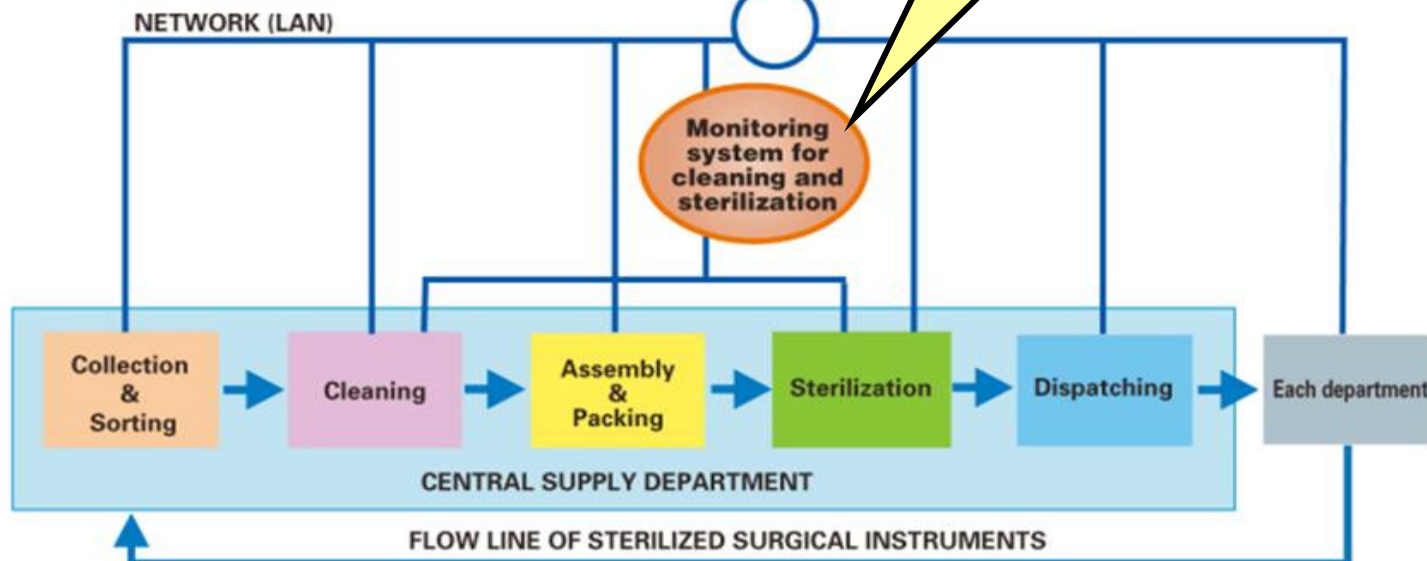 NETWORK (LAN)
Monitoring
system for
cleaning and
sterilization
Collection
&
Sorting
Cleaning
Assembly
&
Packing
Sterilization
Dispatching
Each department
CENTRAL SUPPLY DEPARTMENT
FLOW LINE OF STERILIZED SURGICAL INSTRUMENTS